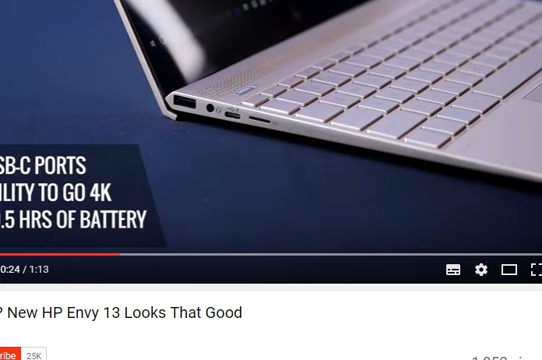 SB-C PORTS
ILITY TO GO 4K
.5 HRS OF BATTERY
0:24 / 1:13
? New HP Envy 13 Looks That Good
ribe 25K